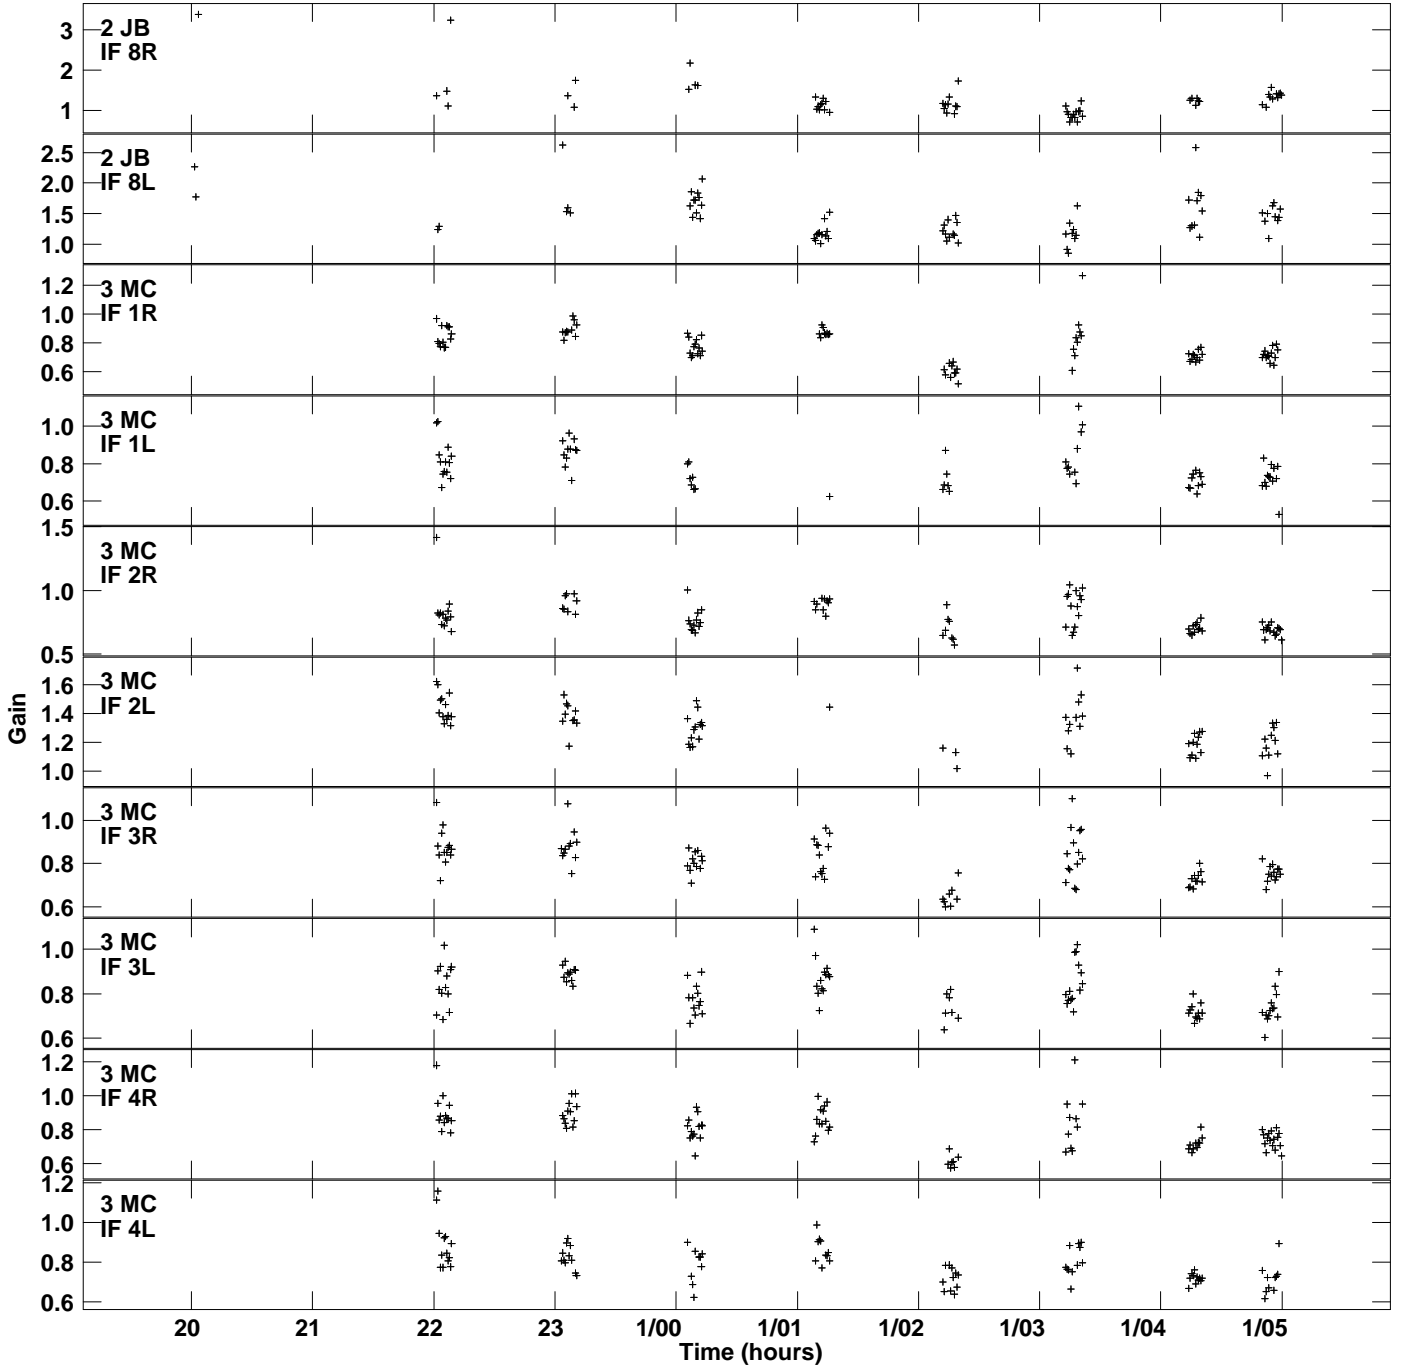 2 JB
IF 8R
3
2
1
2 JB
IF 8L
2.5
2.0
1.5
1.0
3 MC
IF 1R
1.2
1.0
0.8
0.6
3 MC
IF 1L
1.0
0.8
0.6
3 MC
IF 2R
1.5
1.0
0.5
3 MC
IF 2L
1.6
1.4
1.2
1.0
3 MC
IF 3R
1.0
0.8
0.6
3 MC
IF 3L
1.0
0.8
0.6
3 MC
IF 4R
1.2
1.0
0.8
0.6
3 MC
IF 4L
1.2
1.0
0.8
0.6
Gain
20 21 22 23 1/00 1/01 1/02 1/03 1/04 1/05
Time (hours)